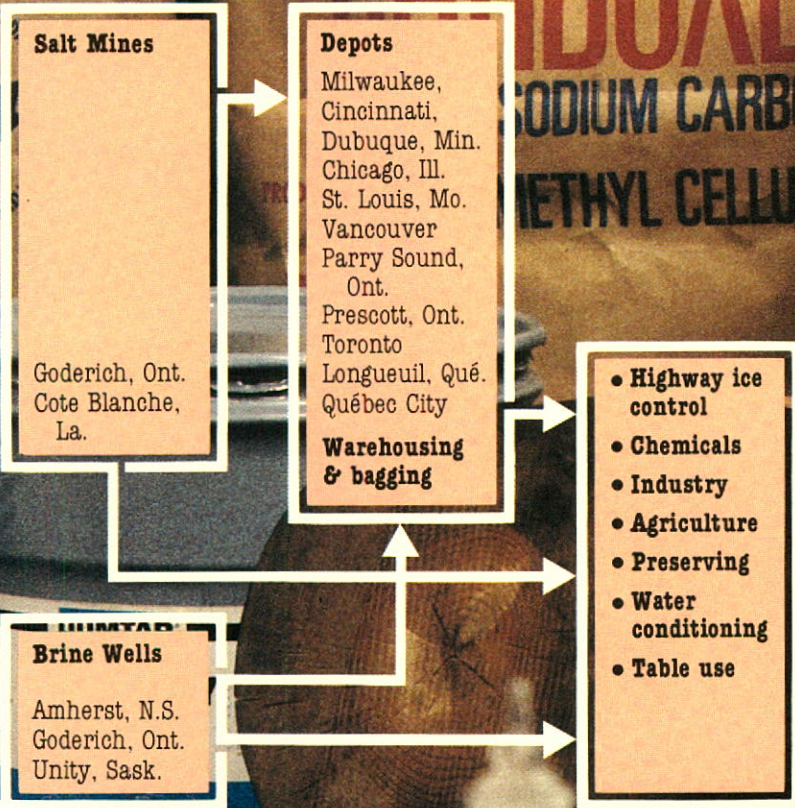 Salt Mines
Goderich, Ont.
Cote Blanche,
La.
Depots
Milwaukee,
Cincinnati,
Dubuque, Min.
Chicago, Ill.
St. Louis, Mo.
Vancouver
Parry Sound,
Ont.
Prescott, Ont.
Toronto
Longueuil, Qué.
Québec City
Warehousing
& bagging
SODIUM CARB
METHYL CELLU
• Highway ice
control
• Chemicals
• Industry
• Agriculture
• Preserving
• Water
conditioning
• Table use
Brine Wells
Amherst, N.S.
Goderich, Ont.
Unity, Sask.